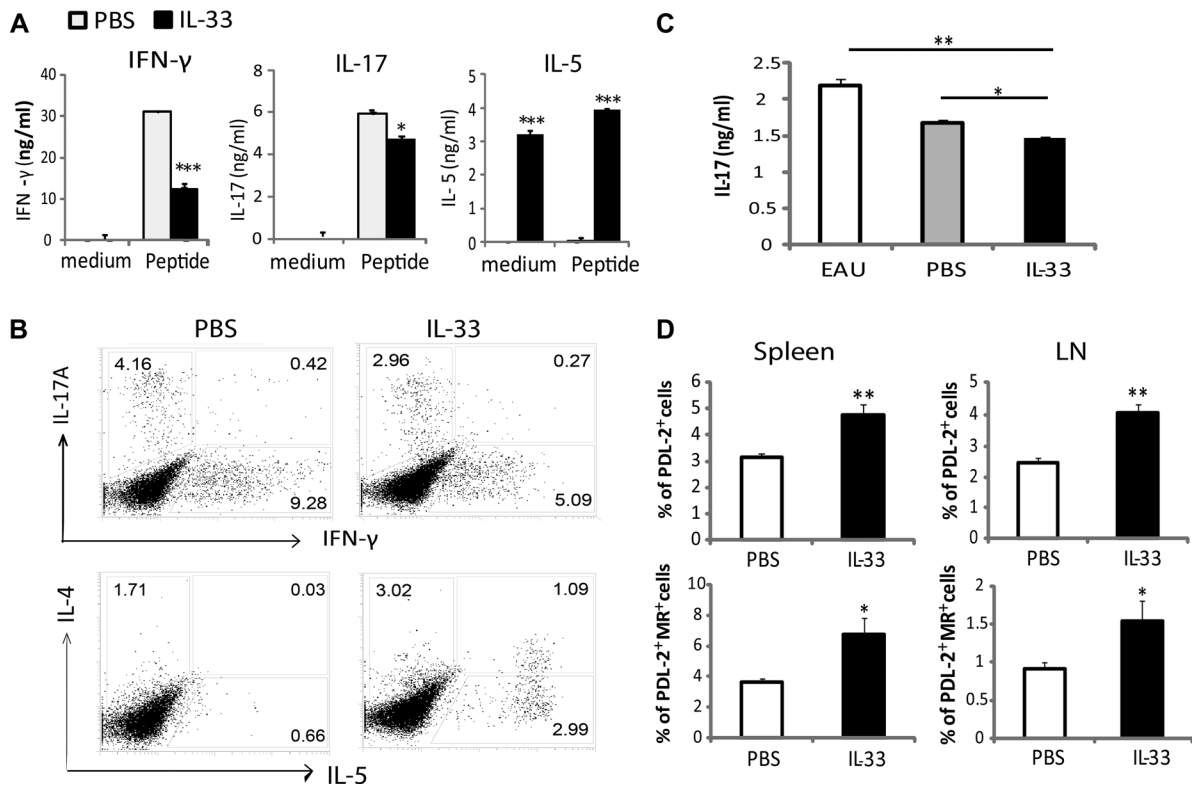 A
PBS IL-33
IFN-γ
IFN -γ (ng/ml)
40
30
20
10
0
medium Peptide
***
IL-17
IL-17 (ng/ml)
8
6
4
2
0
medium Peptide
*
IL-5
IL- 5 (ng/ml)
5
4
3
2
1
0
medium Peptide
***
***
C
IL-17 (ng/ml)
2.5
2
1.5
1
0.5
0
**
*
EAU PBS IL-33
B
PBS IL-33
IL-17A
4.16 0.42
9.28
2.96 0.27
5.09
IFN-γ
IL-4
1.71 0.03
0.66
3.02 1.09
2.99
IL-5
D
Spleen LN
% of PDL-2⁺cells
6
5
4
3
2
1
0
**
PBS IL-33
% of PDL-2⁺cells
5
4
3
2
1
0
**
PBS IL-33
% of PDL-2⁺MR⁺cells
10
8
6
4
2
0
*
PBS IL-33
% of PDL-2⁺MR⁺cells
2
1.5
1
0.5
0
*
PBS IL-33